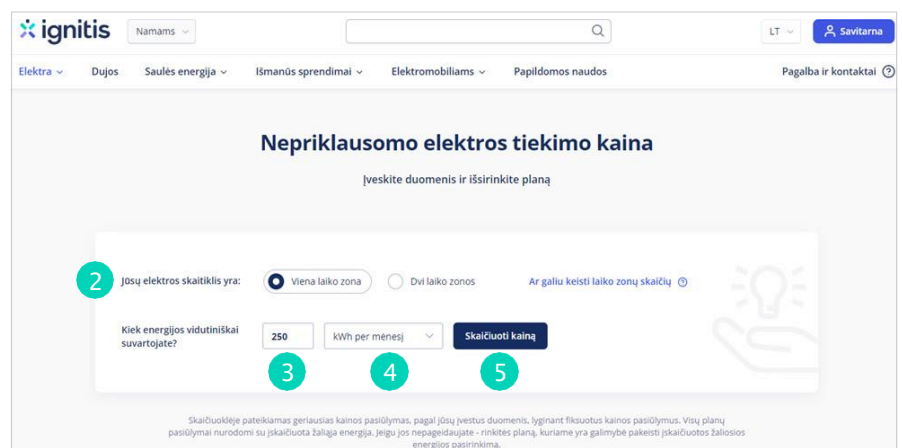 ignitis Namams LT Savitarna
Elektra Dujos Saulės energija Išmanūs sprendimai Elektromobiliams Papildomos naudos Pagalba ir kontaktai
Nepriklausomo elektros tiekimo kaina
Įveskite duomenis ir išsirinkite planą
2 Jūsų elektros skaitiklis yra: Viena laiko zona Dvi laiko zonos Ar galiu keisti laiko zonų skaičių
Kiek energijos vidutiniškai
suvartojate?
250 kWh per mėnesį Skaičiuoti kainą
3 4 5
Skaičiuoklėje pateikiamas geriausias kainos pasiūlymas, pagal jūsų įvestus duomenis, lyginant fiksuotus kainos pasiūlymus. Visų planų
pasiūlymai nurodomi su įskaičiuota žaliąja energija. Jeigu jos nepageidaujate - rinkitės planą, kuriame yra galimybė pakeisti įskaičiuotos žaliosios
energijos pasirinkimą.